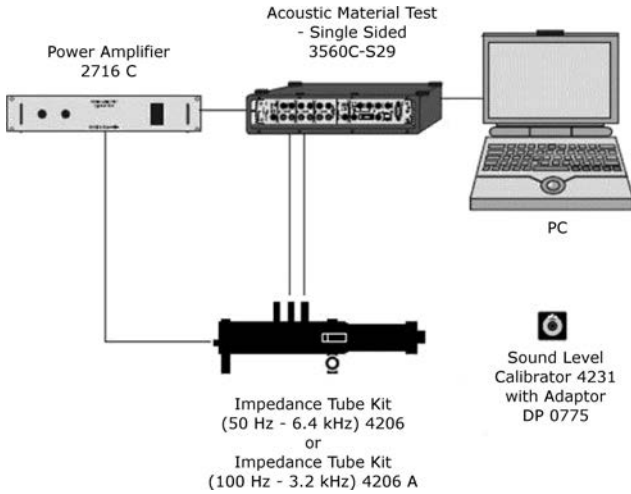 Acoustic Material Test
- Single Sided
3560C-S29
Power Amplifier
2716 C
PC
Sound Level
Calibrator 4231
with Adaptor
DP 0775
Impedance Tube Kit
(50 Hz - 6.4 kHz) 4206
or
Impedance Tube Kit
(100 Hz - 3.2 kHz) 4206 A